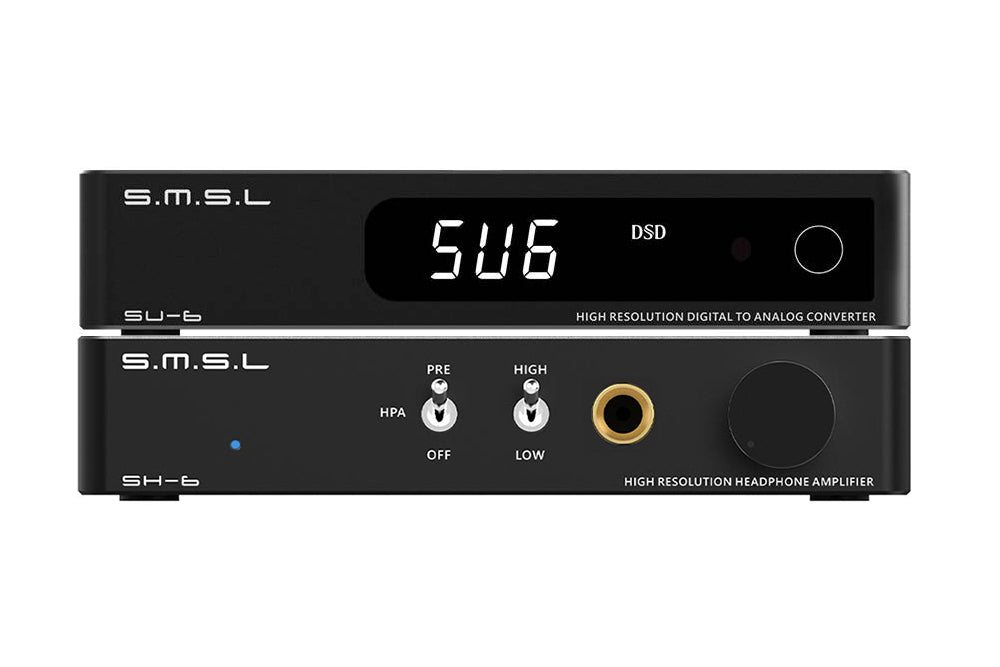 S.M.S.L
SU6
DSD
SU-6
HIGH RESOLUTION DIGITAL TO ANALOG CONVERTER
S.M.S.L
PRE
HIGH
HPA
OFF
LOW
SH-6
HIGH RESOLUTION HEADPHONE AMPLIFIER